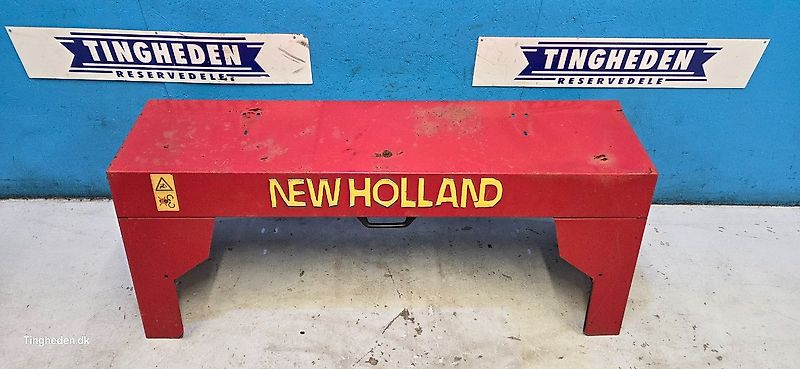 TINGHEDEN
RESERVEDELE
TINGHEDEN
RESERVEDELE
NEW HOLLAND
Tingheden.dk